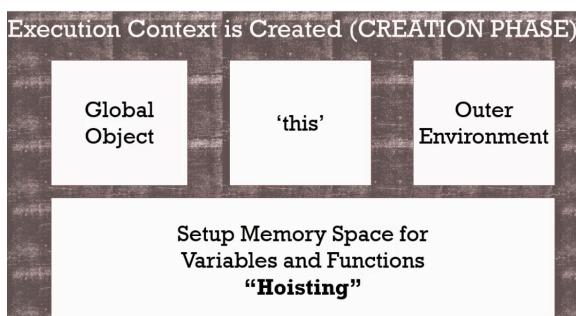 Execution Context is Created (CREATION PHASE)
Global
Object
‘this’
Outer
Environment
Setup Memory Space for
Variables and Functions
“Hoisting”